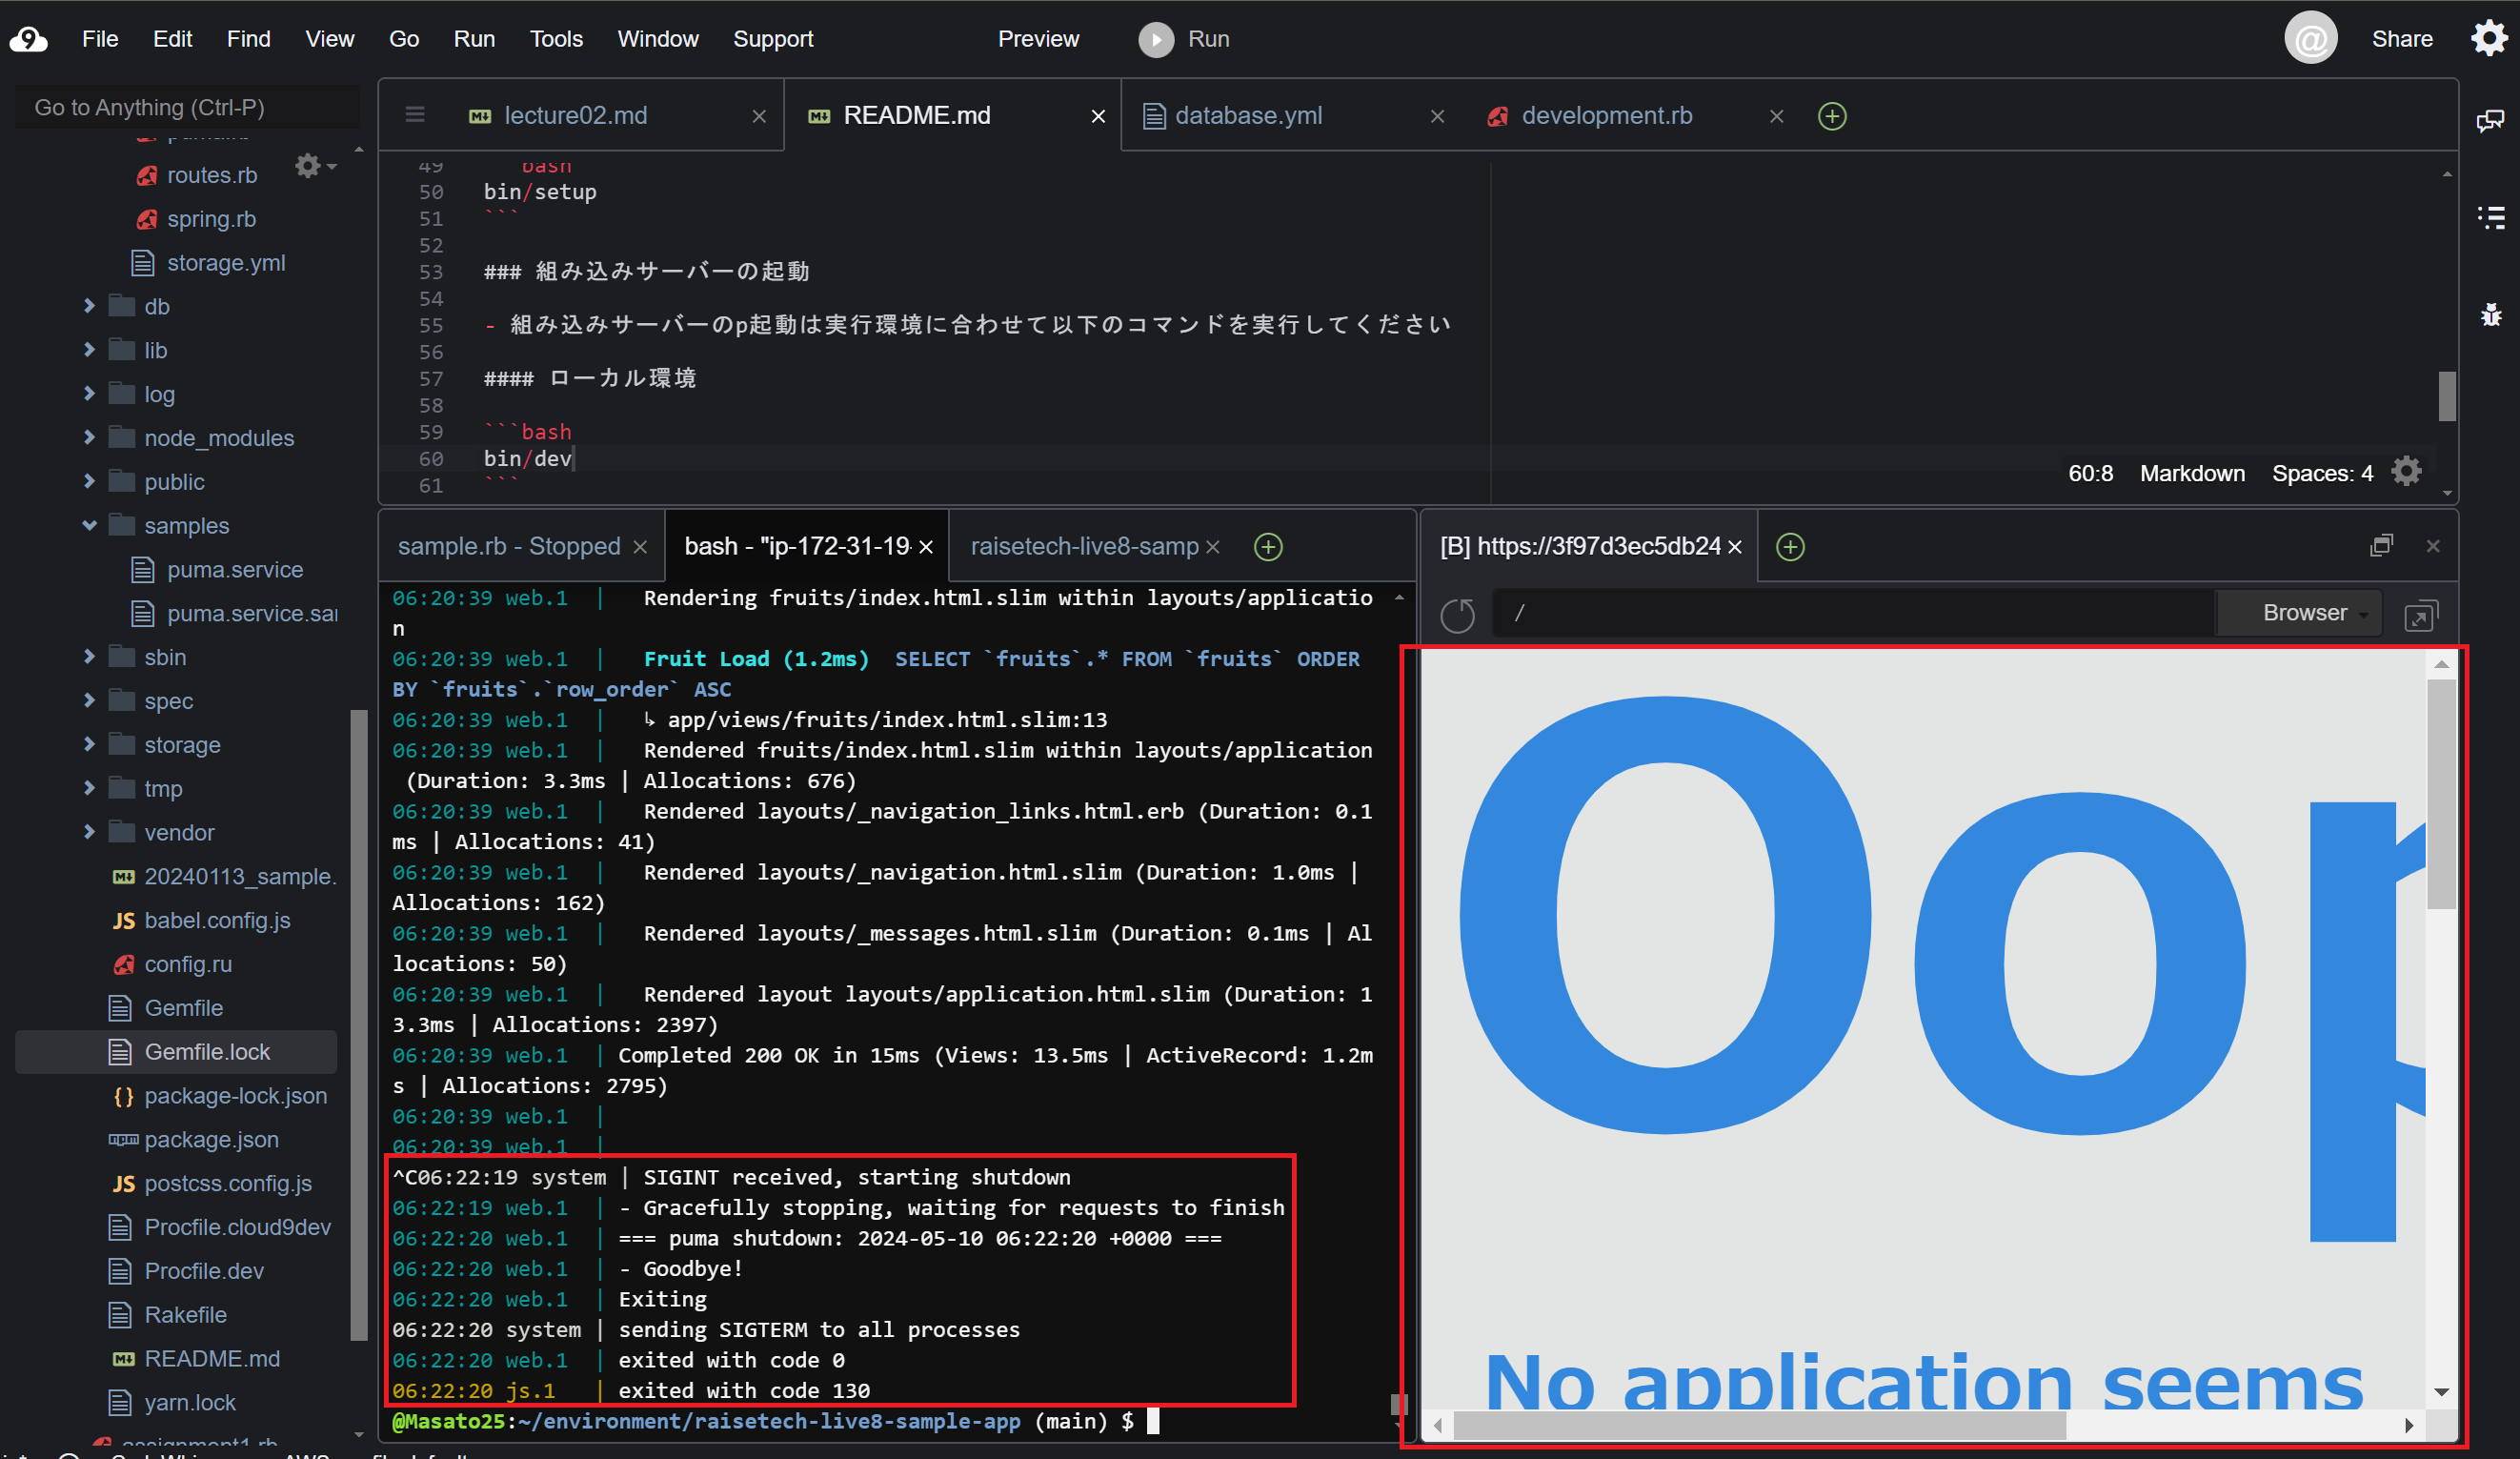 9 File Edit Find View Go Run Tools Window Support Preview Run @ Share
Go to Anything (Ctrl-P)
routes.rb
spring.rb
storage.yml
db
lib
log
node_modules
public
samples
puma.service
puma.service.sa
sbin
spec
storage
tmp
vendor
20240113_sample.
JS babel.config.js
config.ru
Gemfile
Gemfile.lock
{} package-lock.json
package.json
JS postcss.config.js
Procfile.cloud9dev
Procfile.dev
Rakefile
M↓ README.md
yarn.lock
lecture02.md README.md database.yml development.rb
49 bash
50 bin/setup
51 ```
52
53 ### 組み込みサーバーの起動
54
55 - 組み込みサーバーのp起動は実行環境に合わせて以下のコマンドを実行してください
56
57 #### ローカル環境
58
59 ```bash
60 bin/dev
61 ```
60:8 Markdown Spaces: 4
sample.rb - Stopped bash - "ip-172-31-19- raisetech-live8-samp
06:20:39 web.1 | Rendering fruits/index.html.slim within layouts/applicatio
n
06:20:39 web.1 | Fruit Load (1.2ms) SELECT `fruits`.* FROM `fruits` ORDER
BY `fruits`.`row_order` ASC
06:20:39 web.1 | ↳ app/views/fruits/index.html.slim:13
06:20:39 web.1 | Rendered fruits/index.html.slim within layouts/application
(Duration: 3.3ms | Allocations: 676)
06:20:39 web.1 | Rendered layouts/_navigation_links.html.erb (Duration: 0.1
ms | Allocations: 41)
06:20:39 web.1 | Rendered layouts/_navigation.html.slim (Duration: 1.0ms |
Allocations: 162)
06:20:39 web.1 | Rendered layouts/_messages.html.slim (Duration: 0.1ms | Al
locations: 50)
06:20:39 web.1 | Rendered layout layouts/application.html.slim (Duration: 1
3.3ms | Allocations: 2397)
06:20:39 web.1 | Completed 200 OK in 15ms (Views: 13.5ms | ActiveRecord: 1.2m
s | Allocations: 2795)
06:20:39 web.1 |
06:20:39 web.1 |
^C06:22:19 system | SIGINT received, starting shutdown
06:22:19 web.1 | - Gracefully stopping, waiting for requests to finish
06:22:20 web.1 | === puma shutdown: 2024-05-10 06:22:20 +0000 ===
06:22:20 web.1 | - Goodbye!
06:22:20 web.1 | Exiting
06:22:20 system | sending SIGTERM to all processes
06:22:20 web.1 | exited with code 0
06:22:20 js.1 | exited with code 130
@Masato25:~/environment/raisetech-live8-sample-app (main) $
[B] https://3f97d3ec5db24
/ Browser
Oop
No application seems